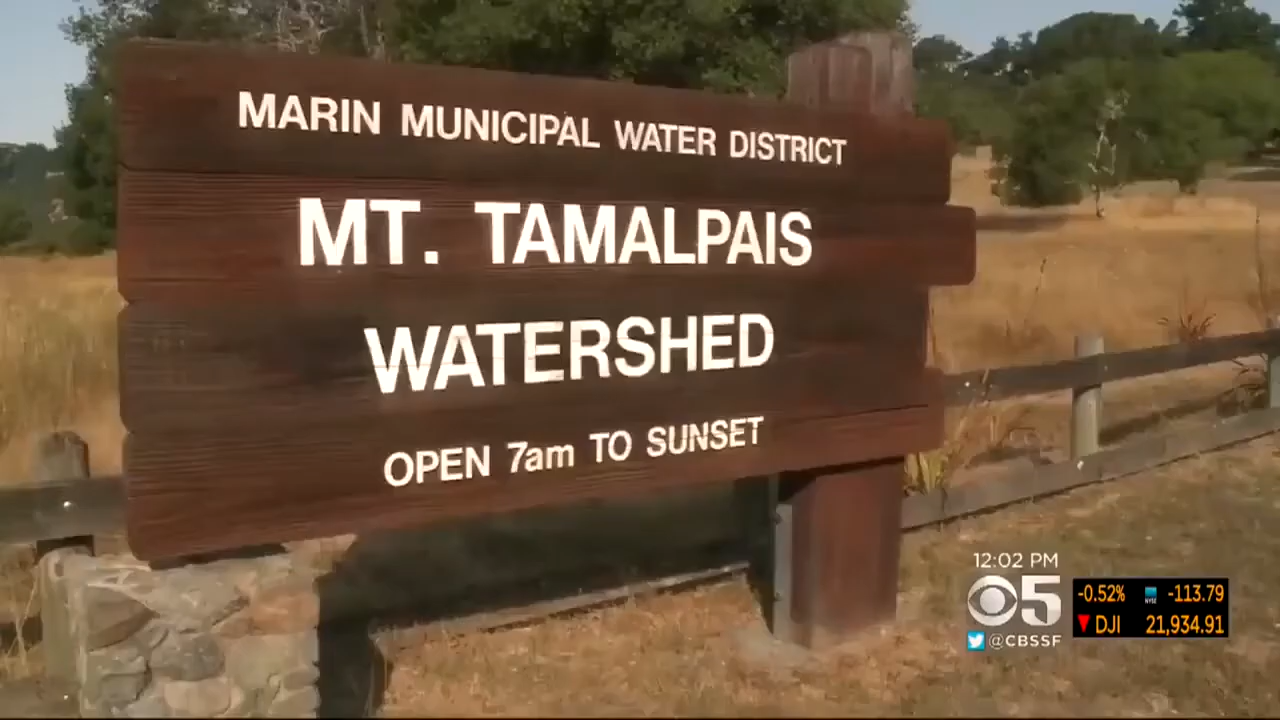 MARIN MUNICIPAL WATER DISTRICT
MT. TAMALPAIS
WATERSHED
OPEN 7am TO SUNSET
12:02 PM
5
@CBSSF
-0.52% NYSE -113.79
DJI 21,934.91